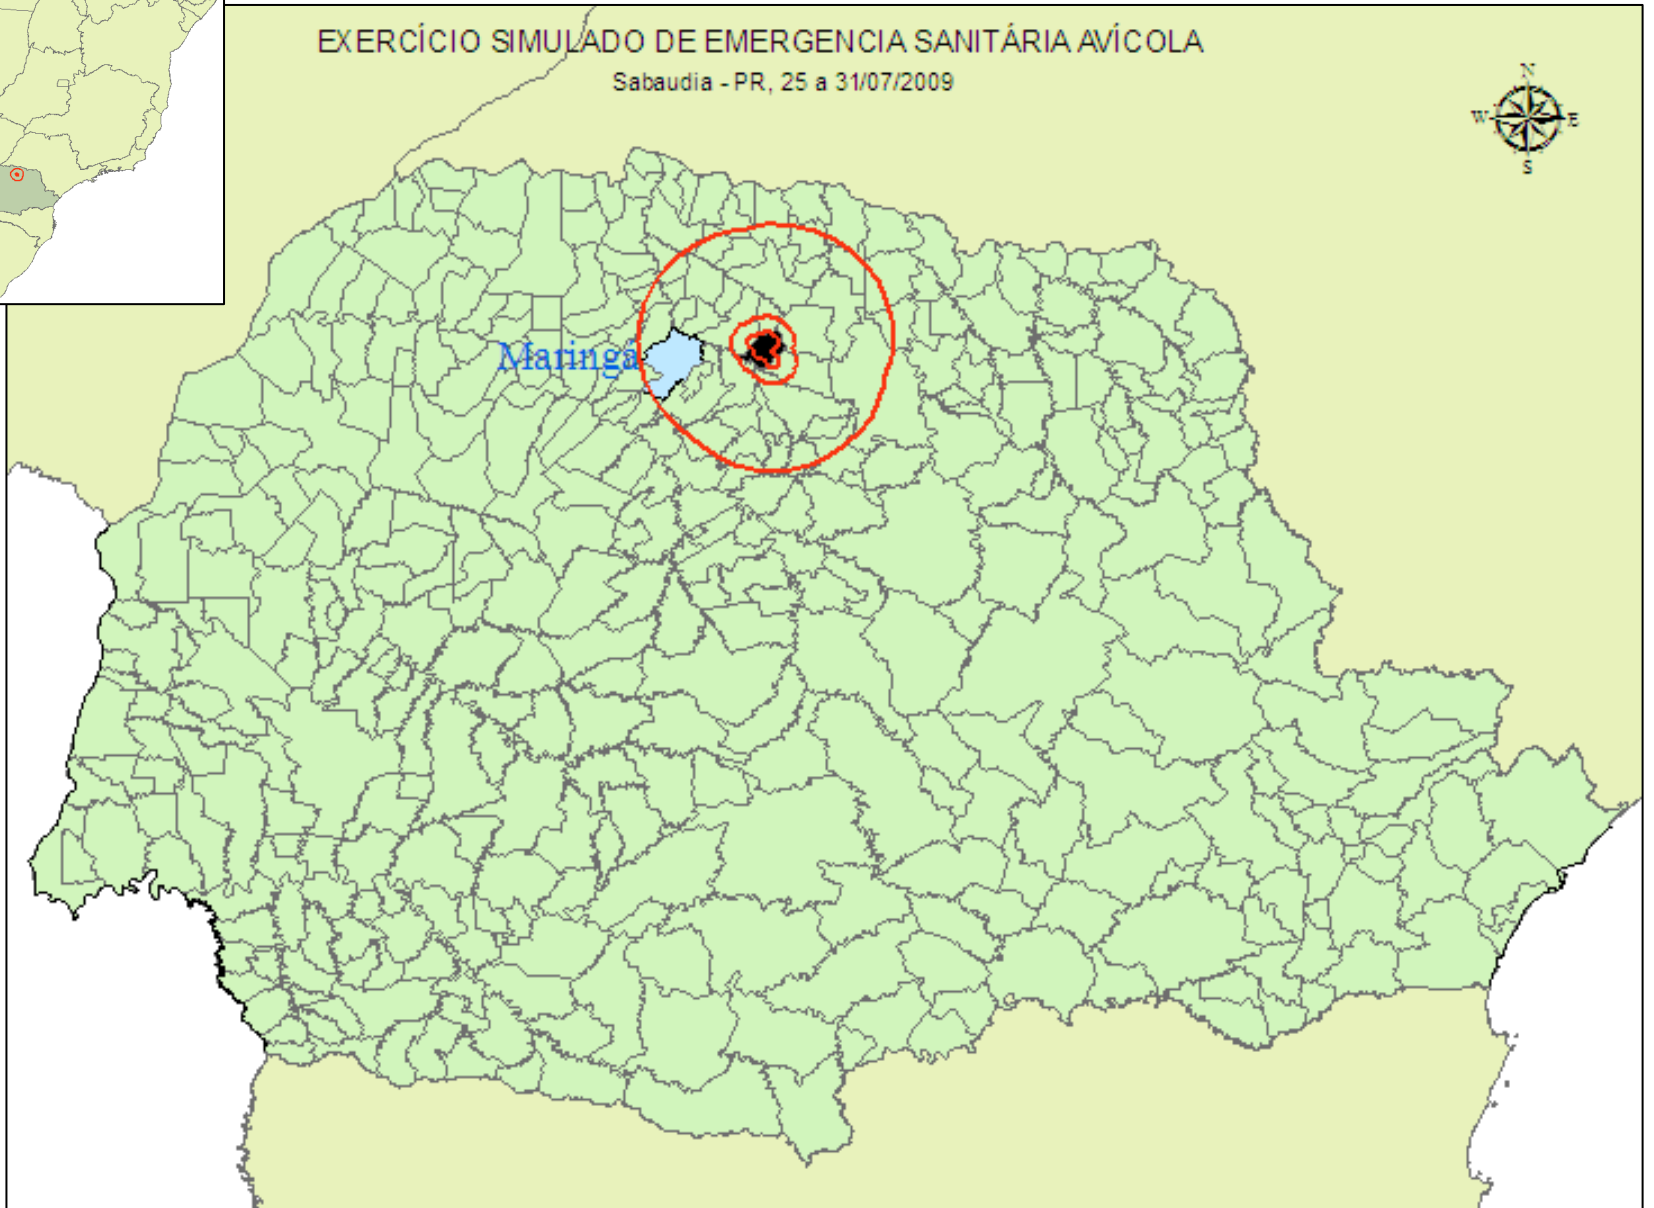 EXERCÍCIO SIMULADO DE EMERGENCIA SANITÁRIA AVÍCOLA
Sabaudia - PR, 25 a 31/07/2009
N
W E
S
Maringá